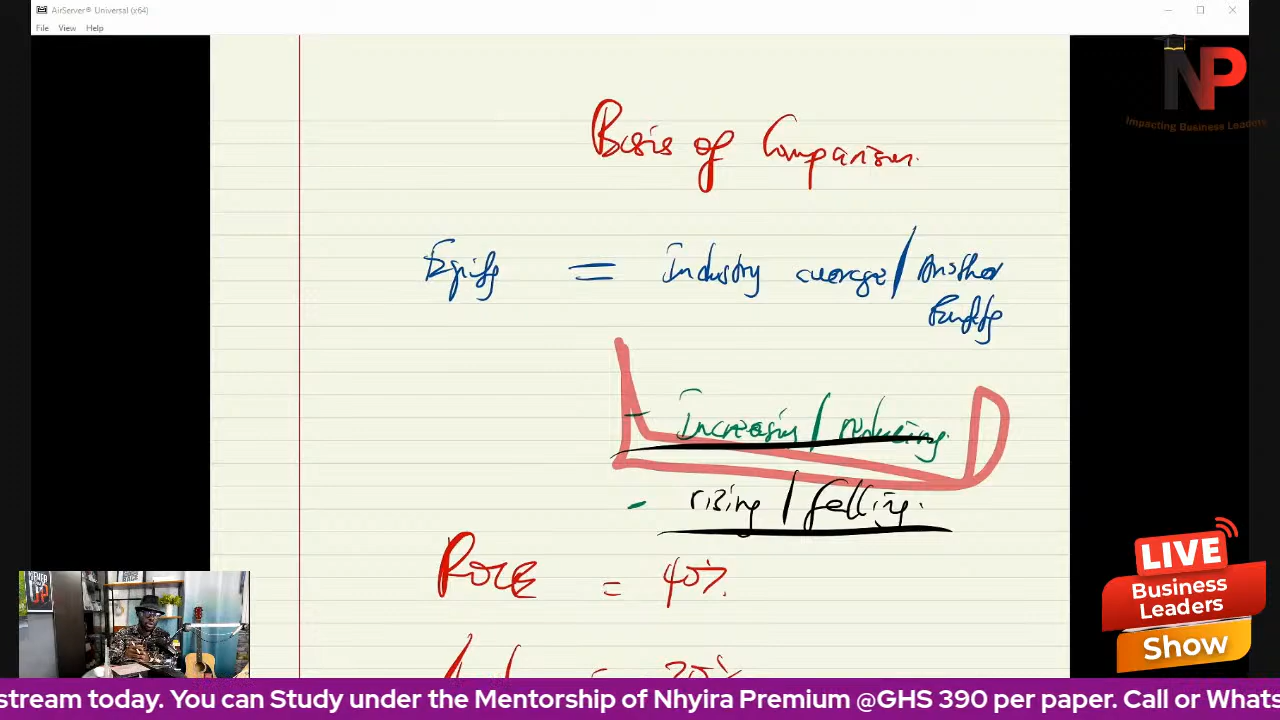 AirServer® Universal (x64)
File View Help
NP
Impacting Business Leaders
Basis of Comparison
= Industry average / Another
- Increasing / reducing
- rising / falling.
ROCE = 40%
= 20%
LIVE
Business
Leaders
Show
stream today. You can Study under the Mentorship of Nhyira Premium @GHS 390 per paper. Call or Whats